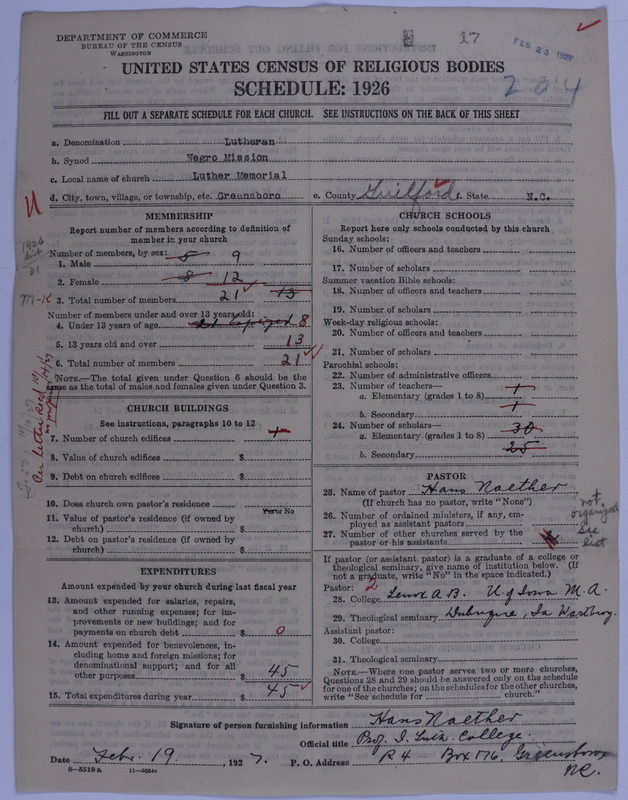 DEPARTMENT OF COMMERCE
BUREAU OF THE CENSUS
WASHINGTON
17
FEB 23 1927
204
UNITED STATES CENSUS OF RELIGIOUS BODIES
SCHEDULE: 1926
FILL OUT A SEPARATE SCHEDULE FOR EACH CHURCH. SEE INSTRUCTIONS ON THE BACK OF THIS SHEET
a. Denomination Lutheran
b. Synod Negro Mission
c. Local name of church Luther Memorial
d. City, town, village, or township, etc. Greensboro e. County Guilford f. State N.C.
MEMBERSHIP
Report number of members according to definition of
member in your church
Number of members, by sex:
1. Male 5 9
2. Female 8 12
3. Total number of members 21 13
Number of members under and over 13 years old:
4. Under 13 years of age 21 baptized 8
5. 13 years old and over 13
6. Total number of members 21
NOTE.—The total given under Question 6 should be the
same as the total of males and females given under Question 3.
CHURCH BUILDINGS
See instructions, paragraphs 10 to 12
7. Number of church edifices 1
8. Value of church edifices $
9. Debt on church edifices $
10. Does church own pastor's residence
Yes or No
11. Value of pastor's residence (if owned by
church) $
12. Debt on pastor's residence (if owned by
church) $
EXPENDITURES
Amount expended by your church during last fiscal year
13. Amount expended for salaries, repairs,
and other running expenses; for im-
provements or new buildings; and for
payments on church debt $ 0
14. Amount expended for benevolences, in-
cluding home and foreign missions; for
denominational support; and for all
other purposes $ 45
15. Total expenditures during year $ 45
CHURCH SCHOOLS
Report here only schools conducted by this church
Sunday schools:
16. Number of officers and teachers
17. Number of scholars
Summer vacation Bible schools:
18. Number of officers and teachers
19. Number of scholars
Week-day religious schools:
20. Number of officers and teachers
21. Number of scholars
Parochial schools:
22. Number of administrative officers
23. Number of teachers—
a. Elementary (grades 1 to 8) 1
b. Secondary 1
24. Number of scholars—
a. Elementary (grades 1 to 8) 30
b. Secondary 25
PASTOR
25. Name of pastor Hans Naether
(If church has no pastor, write "None")
26. Number of ordained ministers, if any, em-
ployed as assistant pastors
27. Number of other churches served by the
pastor or his assistants
not
organized
see
list
If pastor (or assistant pastor) is a graduate of a college or
theological seminary, give name of institution below. (If
not a graduate, write "No" in the space indicated.)
Pastor: 2
28. College Lenox A B. U of Iowa M.A.
29. Theological seminary Dubuque, Ia Wartburg.
Assistant pastor:
30. College
31. Theological seminary
NOTE.—Where one pastor serves two or more churches,
Questions 28 and 29 should be answered only on the schedule
for one of the churches; on the schedules for the other churches,
write "See schedule for church."
Signature of person furnishing information Hans Naether
Official title Prof. I. Luth. College.
Date Febr. 19, 1927. P. O. Address R 4 Box 176, Greensboro
N.C.
8-5318 a